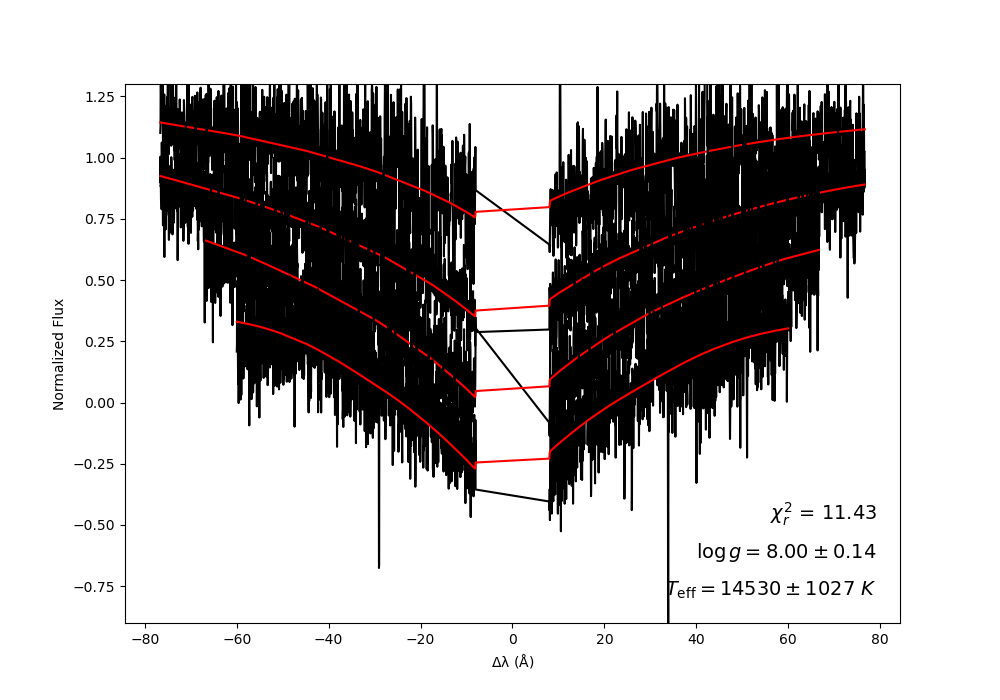 1.25
1.00
0.75
0.50
0.25
0.00
−0.25
−0.50
−0.75
Normalized Flux
χ²ᵣ = 11.43
log g = 8.00 ± 0.14
T_eff = 14530 ± 1027 K
−80 −60 −40 −20 0 20 40 60 80
Δλ (Å)